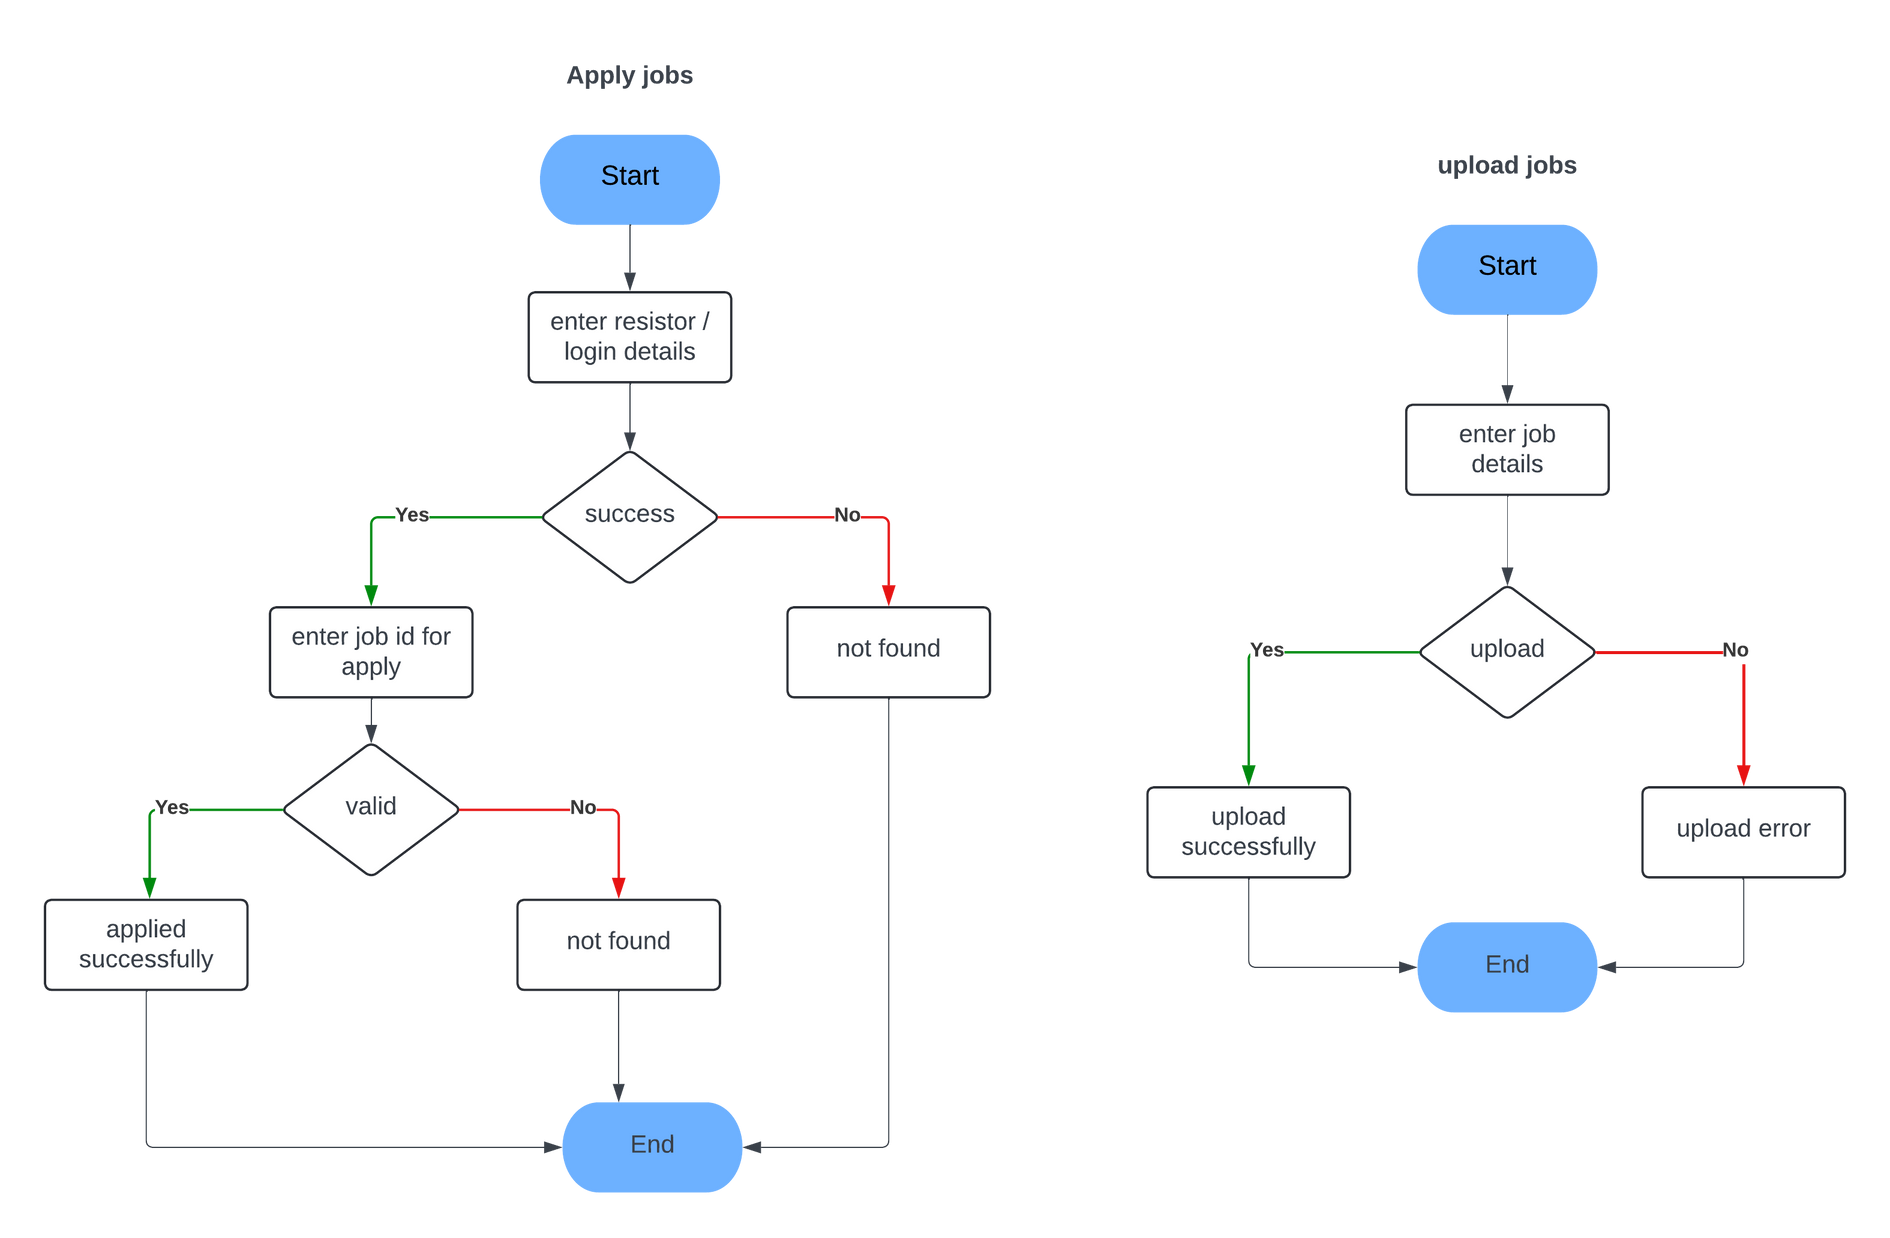 Apply jobs
Start
enter resistor /
login details
success
Yes
No
enter job id for
apply
not found
valid
Yes
No
applied
successfully
not found
End
upload jobs
Start
enter job
details
upload
Yes
No
upload
successfully
upload error
End